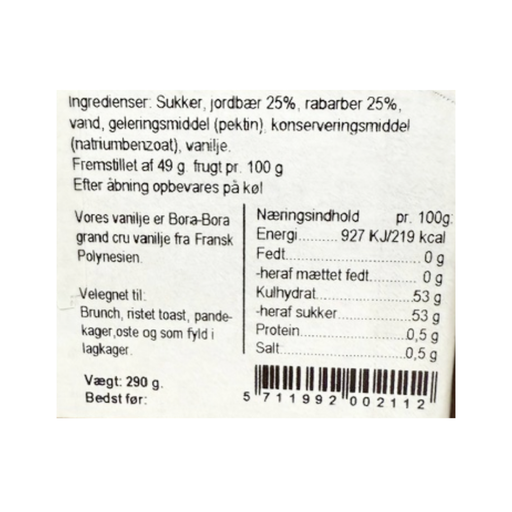 Ingredienser: Sukker, jordbær 25%, rabarber 25%,
vand, geleringsmiddel (pektin), konserveringsmiddel
(natriumbenzoat), vanilje.
Fremstillet af 49 g. frugt pr. 100 g
Efter åbning opbevares på køl
Vores vanilje er Bora-Bora
grand cru vanilje fra Fransk
Polynesien.
Velegnet til:
Brunch, ristet toast, pande-
kager,oste og som fyld i
lagkager.
Vægt: 290 g.
Bedst før:
Næringsindhold pr. 100g:
Energi......... 927 KJ/219 kcal
Fedt..............................0 g
-heraf mættet fedt............0 g
Kulhydrat.......................53 g
-heraf sukker..................53 g
Protein..........................0,5 g
Salt...............................0,5 g
5 711992 002112